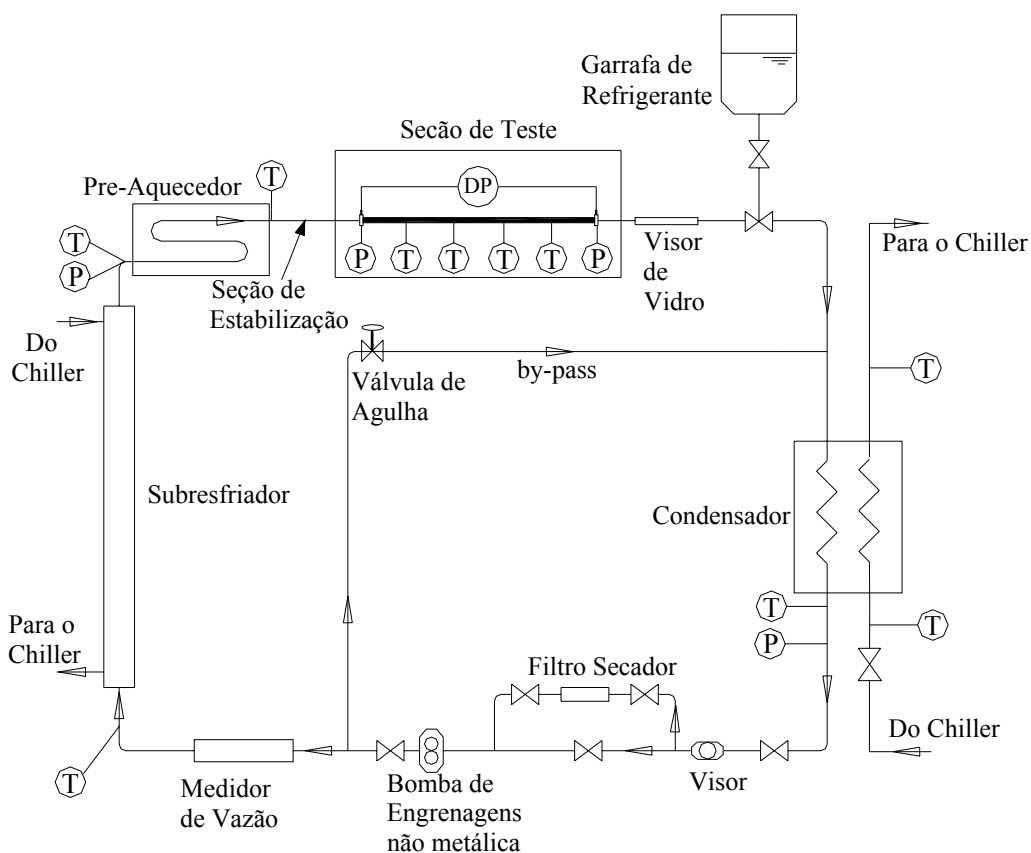 Garrafa de
Refrigerante
Secão de Teste
DP
Pre-Aquecedor
T
T
P
P
T
T
T
T
P
Visor
de
Vidro
Para o Chiller
Seção de
Estabilização
Do
Chiller
Válvula de
Agulha
by-pass
T
Subresfriador
Condensador
T
T
P
Para o
Chiller
Filtro Secador
Do Chiller
T
Medidor
de Vazão
Bomba de
Engrenagens
não metálica
Visor